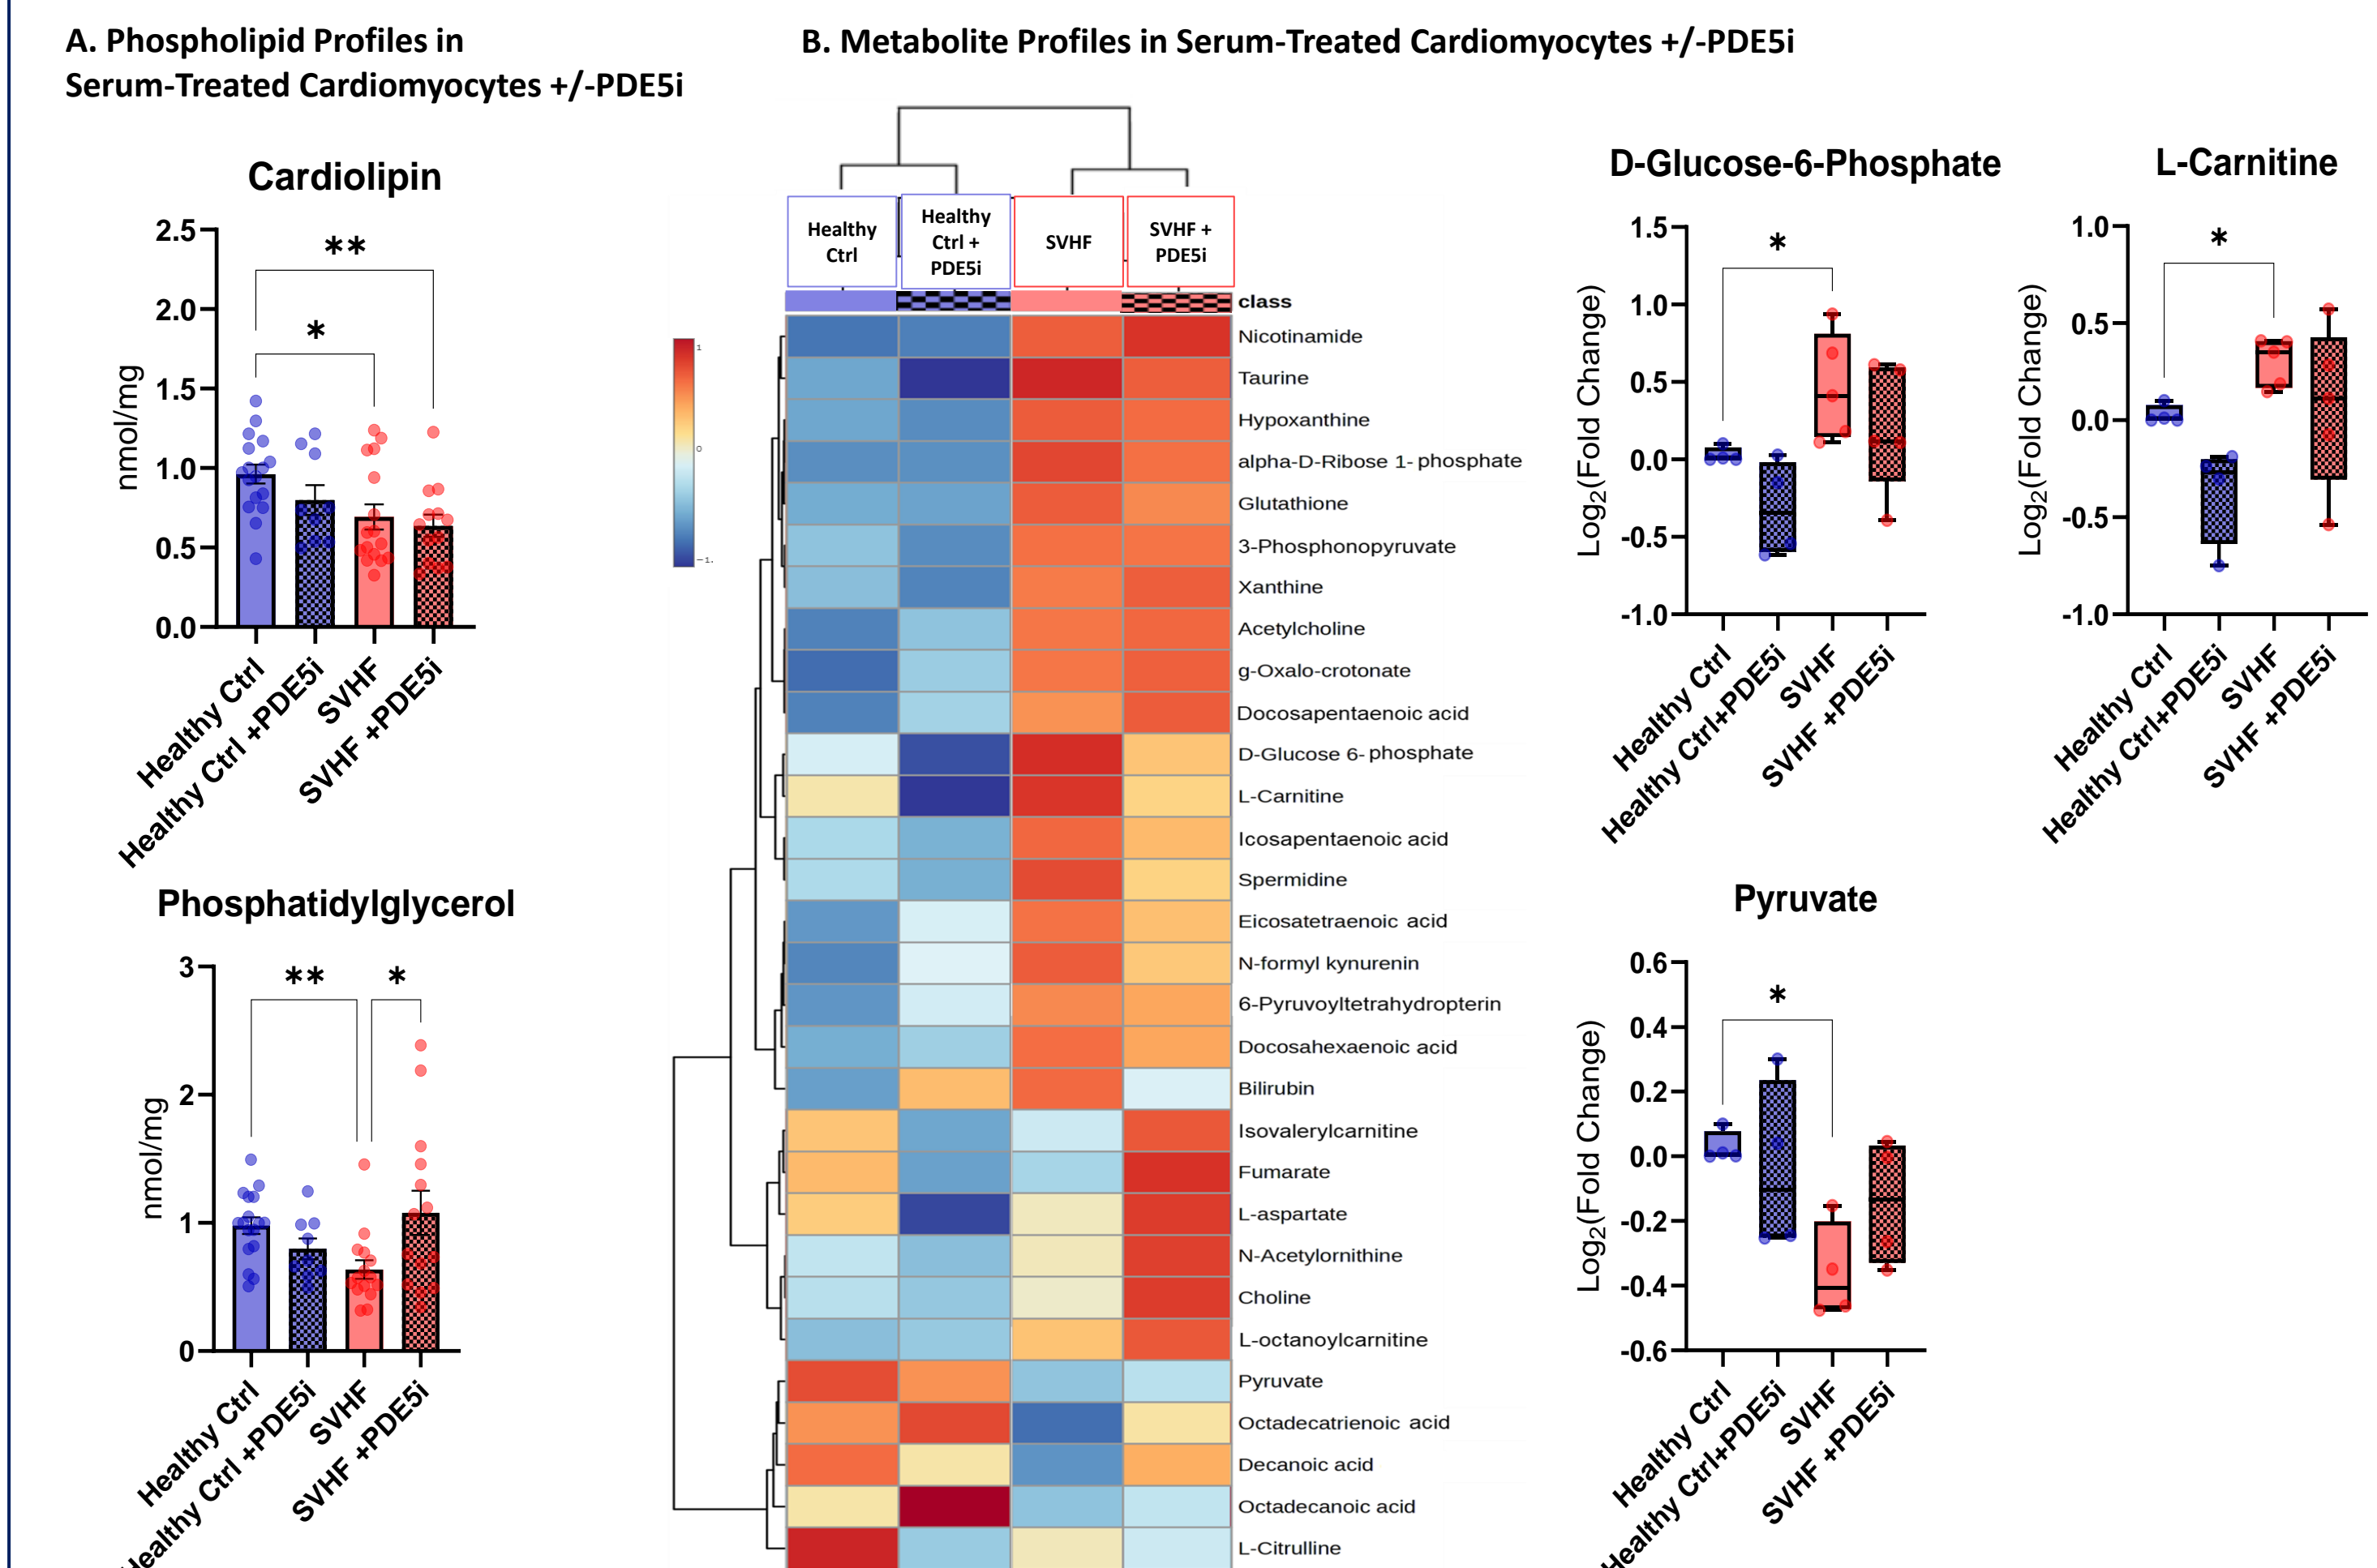 A. Phospholipid Profiles in
Serum-Treated Cardiomyocytes +/-PDE5i
Cardiolipin
2.5
2.0
1.5
1.0
0.5
0.0
nmol/mg
**
*
Healthy Ctrl
Healthy Ctrl +PDE5i
SVHF
SVHF +PDE5i
Phosphatidylglycerol
3
2
1
0
nmol/mg
**
*
Healthy Ctrl
Healthy Ctrl +PDE5i
SVHF
SVHF +PDE5i
B. Metabolite Profiles in Serum-Treated Cardiomyocytes +/-PDE5i
Healthy
Ctrl
Healthy
Ctrl +
PDE5i
SVHF
SVHF +
PDE5i
class
1
0
−1.
Nicotinamide
Taurine
Hypoxanthine
alpha-D-Ribose 1-phosphate
Glutathione
3-Phosphonopyruvate
Xanthine
Acetylcholine
g-Oxalo-crotonate
Docosapentaenoic acid
D-Glucose 6-phosphate
L-Carnitine
Icosapentaenoic acid
Spermidine
Eicosatetraenoic acid
N-formyl kynurenin
6-Pyruvoyltetrahydropterin
Docosahexaenoic acid
Bilirubin
Isovalerylcarnitine
Fumarate
L-aspartate
N-Acetylornithine
Choline
L-octanoylcarnitine
Pyruvate
Octadecatrienoic acid
Decanoic acid
Octadecanoic acid
L-Citrulline
D-Glucose-6-Phosphate
1.5
1.0
0.5
0.0
-0.5
-1.0
Log2(Fold Change)
*
Healthy Ctrl
Healthy Ctrl+PDE5i
SVHF
SVHF +PDE5i
L-Carnitine
1.0
0.5
0.0
-0.5
-1.0
Log2(Fold Change)
*
Healthy Ctrl
Healthy Ctrl+PDE5i
SVHF
SVHF +PDE5i
Pyruvate
0.6
0.4
0.2
0.0
-0.2
-0.4
-0.6
Log2(Fold Change)
*
Healthy Ctrl
Healthy Ctrl+PDE5i
SVHF
SVHF +PDE5i